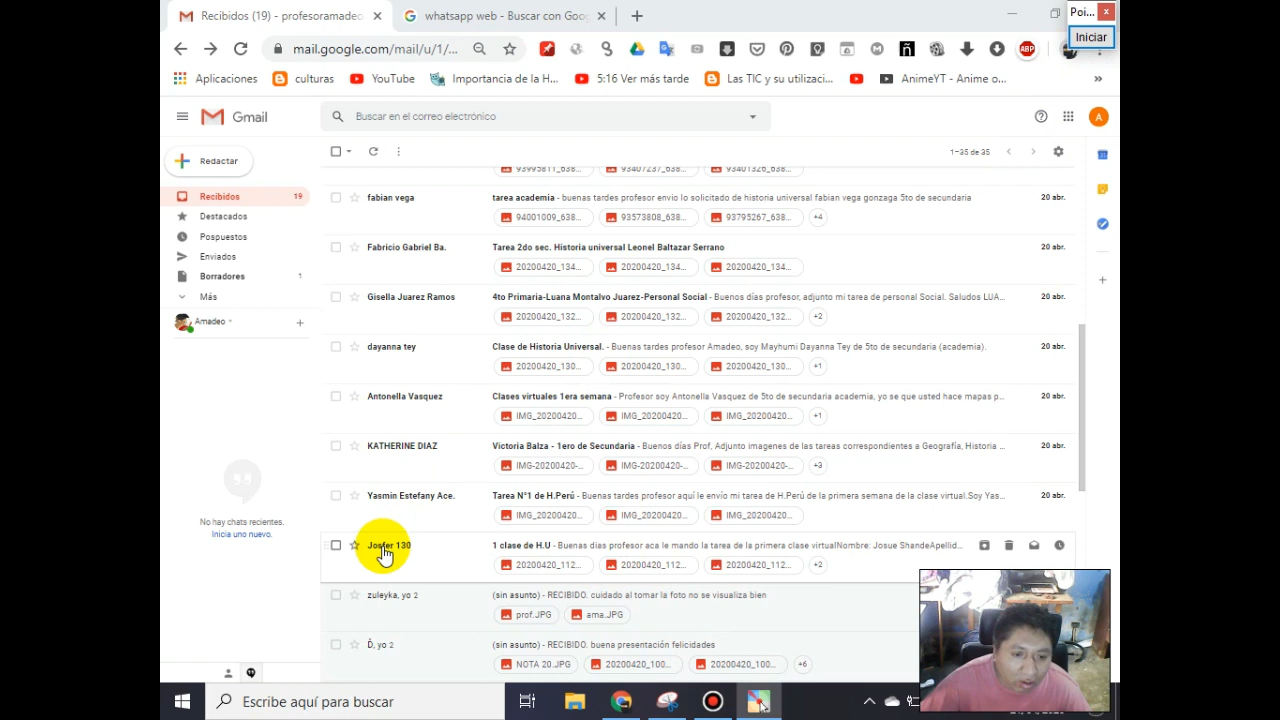 Recibidos (19) - profesoramadeo
whatsapp web - Buscar con Goog
Poi...
Iniciar
mail.google.com/mail/u/1/...
ABP
Aplicaciones
culturas
YouTube
Importancia de la H...
5:16 Ver más tarde
Las TIC y su utilizaci...
AnimeYT - Anime o...
Gmail
Buscar en el correo electrónico
A
Redactar
1–35 de 35
Recibidos 19
Destacados
Pospuestos
Enviados
Borradores 1
Más
Amadeo
No hay chats recientes.
Inicia uno nuevo.
93995811_638... 93407237_638... 93401326_638...
fabian vega tarea academia - buenas tardes profesor envio lo solicitado de historia universal fabian vega gonzaga 5to de secundaria 20 abr.
94001009_638... 93573808_638... 93795267_638... +4
Fabricio Gabriel Ba. Tarea 2do sec. Historia universal Leonel Baltazar Serrano 20 abr.
20200420_134... 20200420_134... 20200420_134...
Gisella Juarez Ramos 4to Primaria-Luana Montalvo Juarez-Personal Social - Buenos días profesor, adjunto mi tarea de personal Social. Saludos LUA... 20 abr.
20200420_132... 20200420_132... 20200420_132... +2
dayanna tey Clase de Historia Universal. - Buenas tardes profesor Amadeo, soy Mayhumi Dayanna Tey de 5to de secundaria (academia). 20 abr.
20200420_130... 20200420_130... 20200420_130... +1
Antonella Vasquez Clases virtuales 1era semana - Profesor soy Antonella Vasquez de 5to de secundaria academia, yo se que usted hace mapas p... 20 abr.
IMG_20200420... IMG_20200420... IMG_20200420... +1
KATHERINE DIAZ Victoria Balza - 1ero de Secundaria - Buenos días Prof, Adjunto imagenes de las tareas correspondientes a Geografía, Historia ... 20 abr.
IMG-20200420-... IMG-20200420-... IMG-20200420-... +3
Yasmin Estefany Ace. Tarea N°1 de H.Perú - Buenas tardes profesor aquí le envío mi tarea de H.Perú de la primera semana de la clase virtual.Soy Yas... 20 abr.
IMG_20200420... IMG_20200420... IMG_20200420...
Josfer 130 1 clase de H.U - Buenas dias profesor aca le mando la tarea de la primera clase virtualNombre: Josue ShandeApellid...
20200420_112... 20200420_112... 20200420_112... +2
zuleyka, yo 2 (sin asunto) - RECIBIDO. cuidado al tomar la foto no se visualiza bien
prof.JPG ama.JPG
Ď, yo 2 (sin asunto) - RECIBIDO. buena presentación felicidades
NOTA 20.JPG 20200420_100... 20200420_100... +6
Escribe aquí para buscar